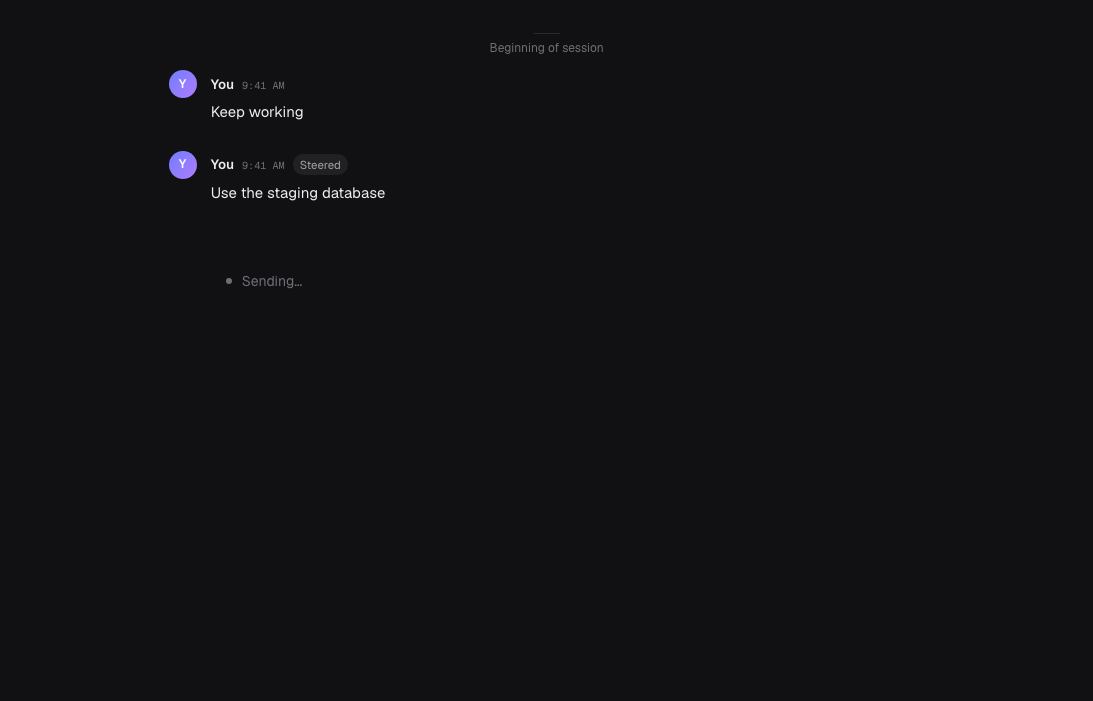 Beginning of session
Y You 9:41 AM
Keep working
Y You 9:41 AM Steered
Use the staging database
Sending…